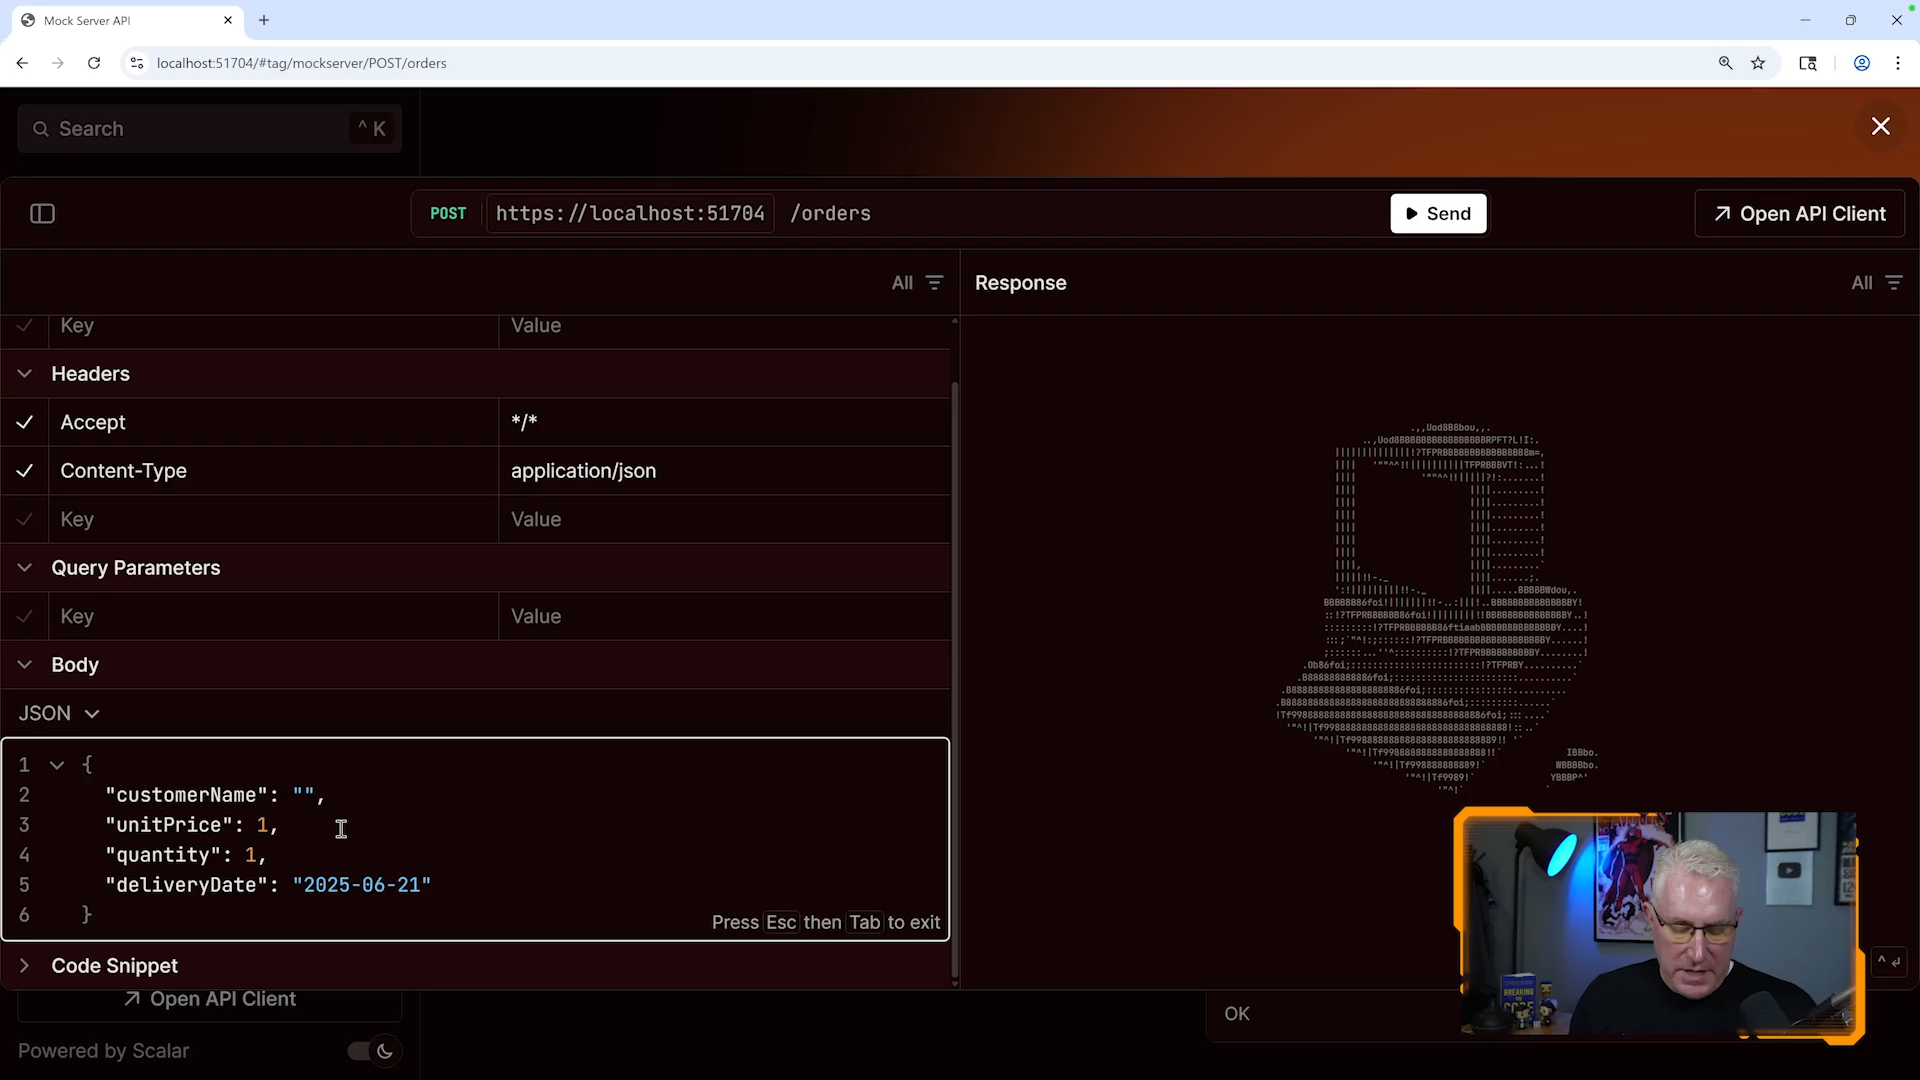 Mock Server API
localhost:51704/#tag/mockserver/POST/orders
Search
^ K
POST
https://localhost:51704
/orders
Send
Open API Client
All
Response
All
Key
Value
Headers
Accept
*/*
Content-Type
application/json
Key
Value
Query Parameters
Key
Value
Body
JSON
1 {
2 "customerName": "",
3 "unitPrice": 1,
4 "quantity": 1,
5 "deliveryDate": "2025-06-21"
6 }
Press Esc then Tab to exit
Code Snippet
Open API Client
OK
Powered by Scalar
BREAKING
THE
CODE